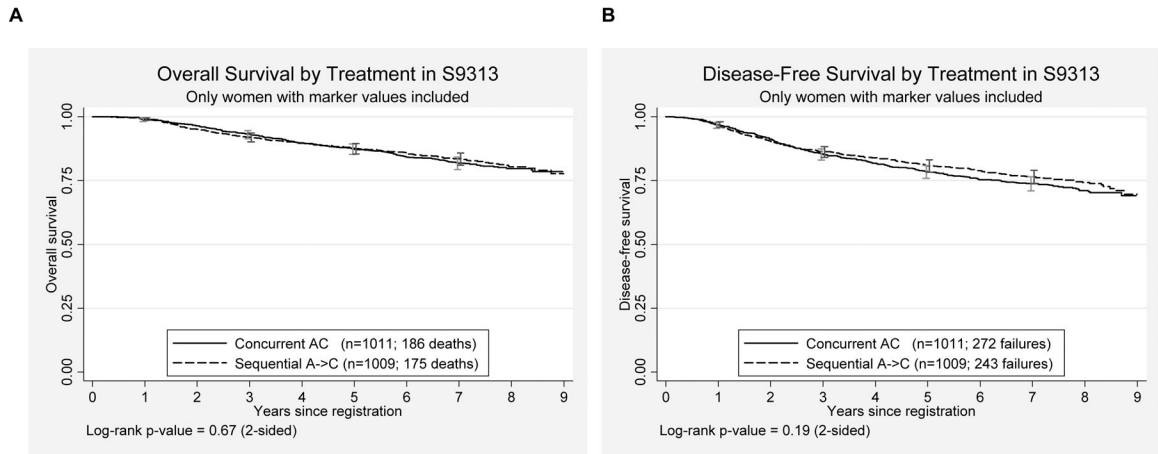 A
Overall Survival by Treatment in S9313
Only women with marker values included
Overall survival
1.00
0.75
0.50
0.25
0.00
Concurrent AC (n=1011; 186 deaths)
Sequential A->C (n=1009; 175 deaths)
0 1 2 3 4 5 6 7 8 9
Years since registration
Log-rank p-value = 0.67 (2-sided)
B
Disease-Free Survival by Treatment in S9313
Only women with marker values included
Disease-free survival
1.00
0.75
0.50
0.25
0.00
Concurrent AC (n=1011; 272 failures)
Sequential A->C (n=1009; 243 failures)
0 1 2 3 4 5 6 7 8 9
Years since registration
Log-rank p-value = 0.19 (2-sided)